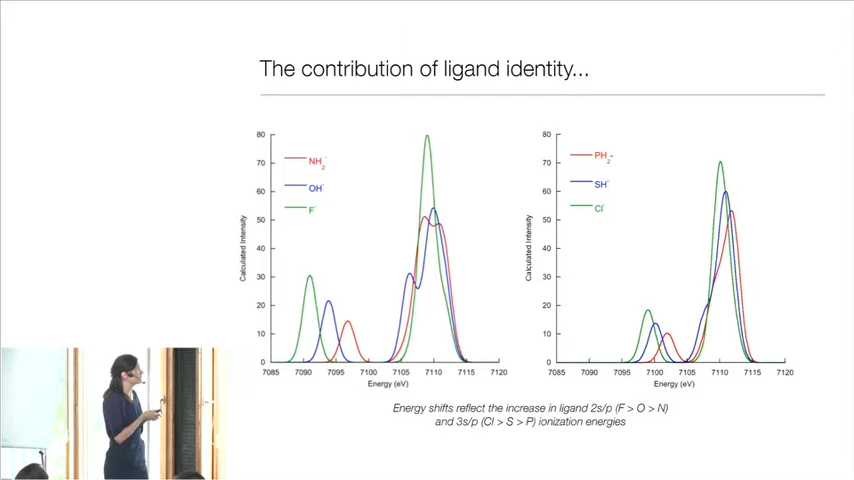 The contribution of ligand identity...
80
70
60
50
40
30
20
10
0
Calculated Intensity
NH2-
OH-
F-
7085 7090 7095 7100 7105 7110 7115 7120
Energy (eV)
80
70
60
50
40
30
20
10
0
Calculated Intensity
PH2-
SH-
Cl-
7085 7090 7095 7100 7105 7110 7115 7120
Energy (eV)
Energy shifts reflect the increase in ligand 2s/p (F > O > N)
and 3s/p (Cl > S > P) ionization energies